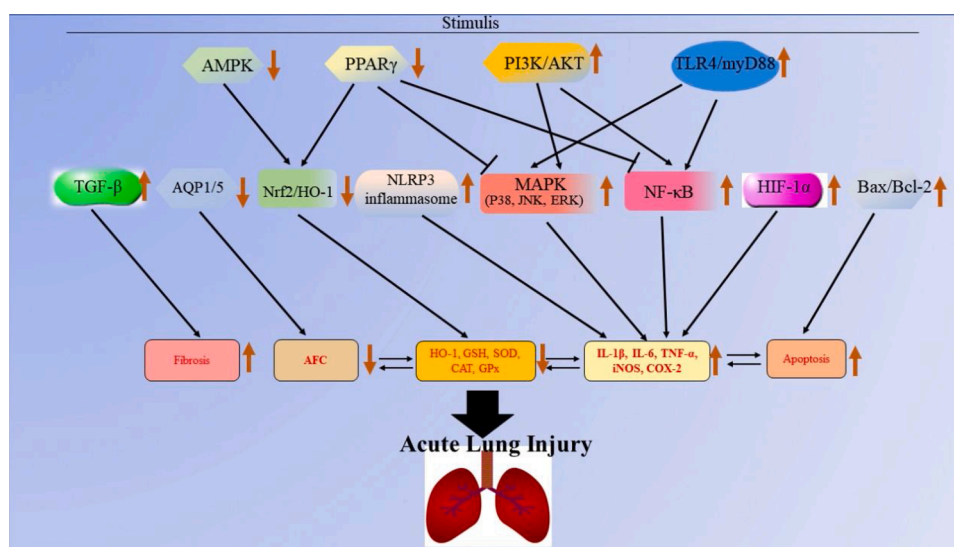 Stimulis
AMPK
PPARγ
PI3K/AKT
TLR4/myD88
TGF-β
AQP1/5
Nrf2/HO-1
NLRP3
inflammasome
MAPK
(P38, JNK, ERK)
NF-κB
HIF-1α
Bax/Bcl-2
Fibrosis
AFC
HO-1, GSH, SOD,
CAT, GPx
IL-1β, IL-6, TNF-α,
iNOS, COX-2
Apoptosis
Acute Lung Injury